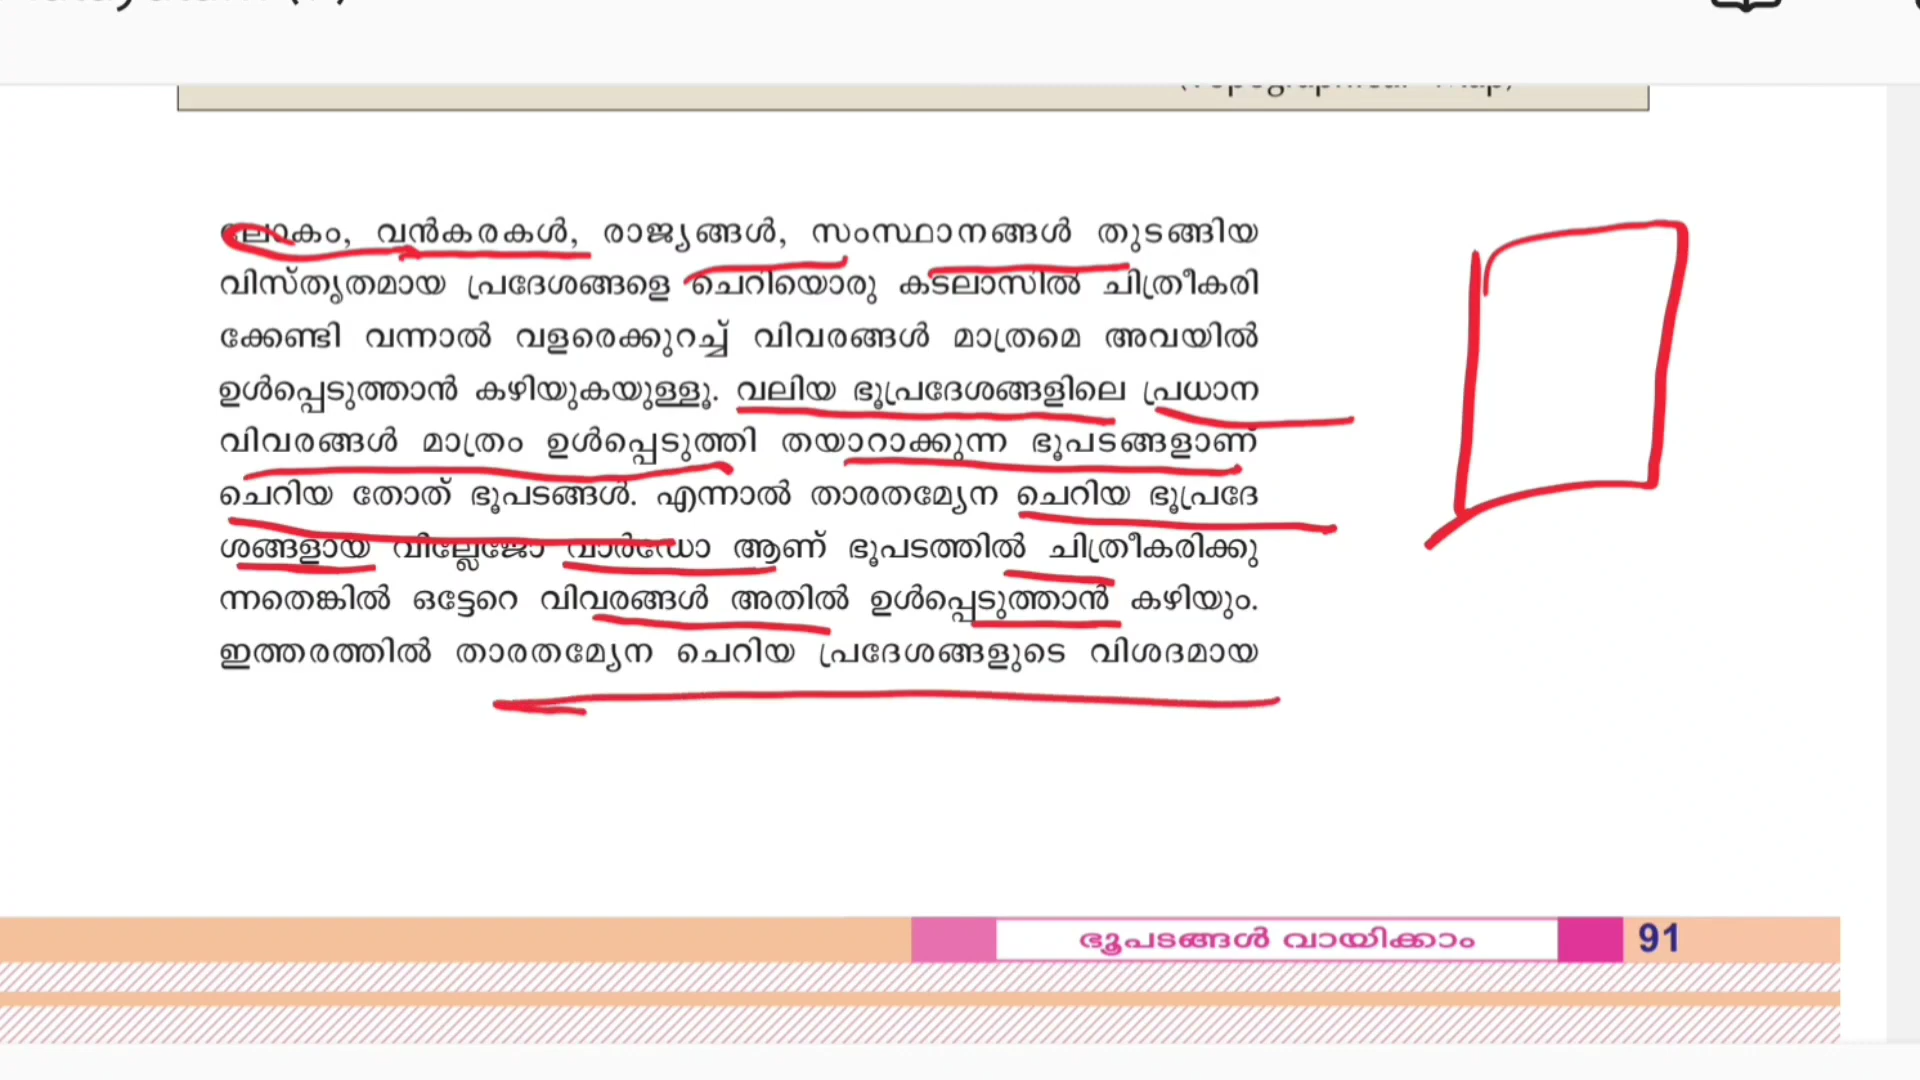 (Topographical Map)
ലോകം, വൻകരകൾ, രാജ്യങ്ങൾ, സംസ്ഥാനങ്ങൾ തുടങ്ങിയ
വിസ്തൃതമായ പ്രദേശങ്ങളെ ചെറിയൊരു കടലാസിൽ ചിത്രീകരി
ക്കേണ്ടി വന്നാൽ വളരെക്കുറച്ച് വിവരങ്ങൾ മാത്രമെ അവയിൽ
ഉൾപ്പെടുത്താൻ കഴിയുകയുള്ളൂ. വലിയ ഭൂപ്രദേശങ്ങളിലെ പ്രധാന
വിവരങ്ങൾ മാത്രം ഉൾപ്പെടുത്തി തയാറാക്കുന്ന ഭൂപടങ്ങളാണ്
ചെറിയ തോത് ഭൂപടങ്ങൾ. എന്നാൽ താരതമ്യേന ചെറിയ ഭൂപ്രദേ
ശങ്ങളായ വില്ലേജോ വാർഡോ ആണ് ഭൂപടത്തിൽ ചിത്രീകരിക്കു
ന്നതെങ്കിൽ ഒട്ടേറെ വിവരങ്ങൾ അതിൽ ഉൾപ്പെടുത്താൻ കഴിയും.
ഇത്തരത്തിൽ താരതമ്യേന ചെറിയ പ്രദേശങ്ങളുടെ വിശദമായ
ഭൂപടങ്ങൾ വായിക്കാം 91